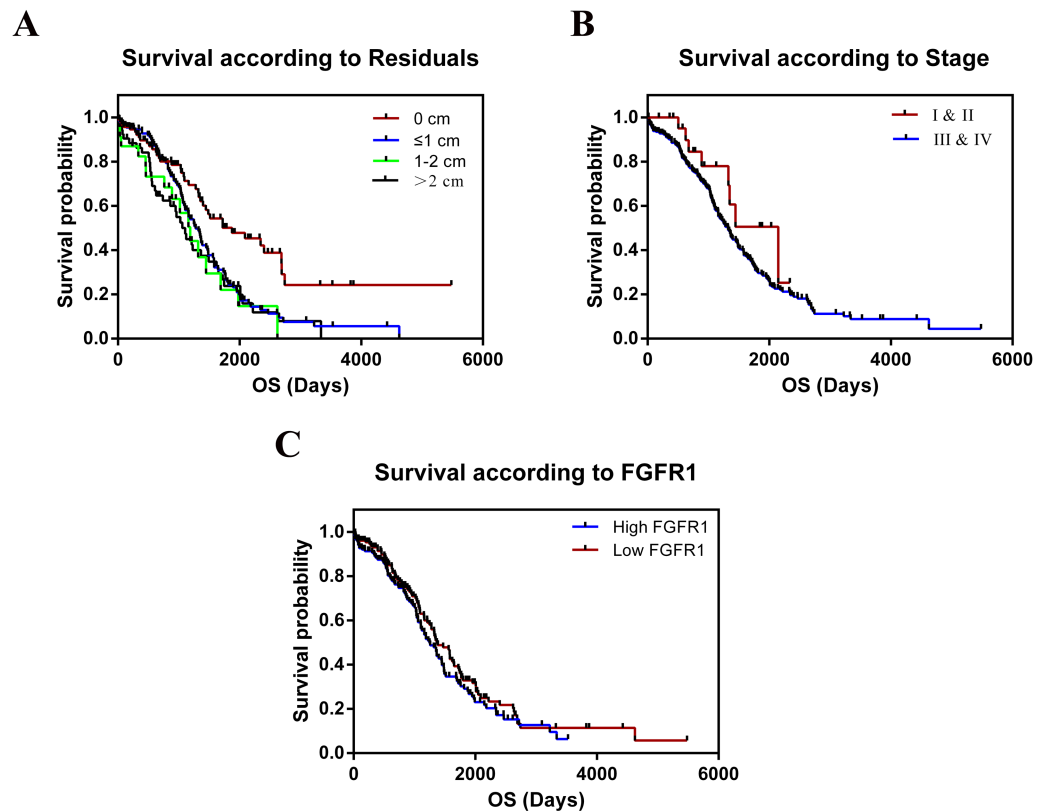 A
Survival according to Residuals
Survival probability
1.0
0.8
0.6
0.4
0.2
0.0
0 cm
≤1 cm
1-2 cm
>2 cm
0
2000
4000
6000
OS (Days)
B
Survival according to Stage
Survival probability
1.0
0.8
0.6
0.4
0.2
0.0
I & II
III & IV
0
2000
4000
6000
OS (Days)
C
Survival according to FGFR1
Survival probability
1.0
0.8
0.6
0.4
0.2
0.0
High FGFR1
Low FGFR1
0
2000
4000
6000
OS (Days)